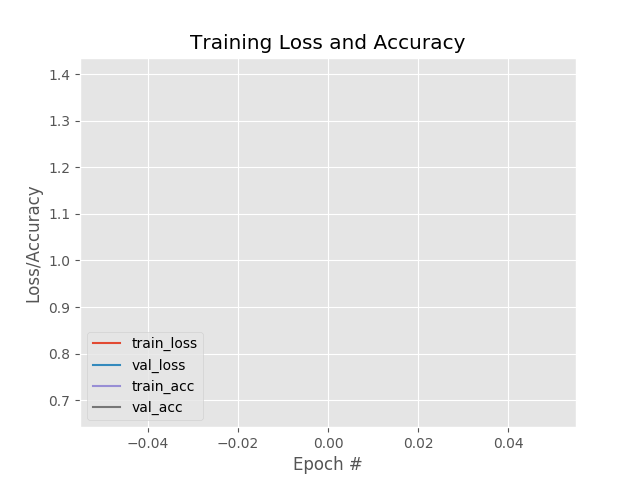 Training Loss and Accuracy
1.4
1.3
1.2
1.1
1.0
0.9
0.8
0.7
Loss/Accuracy
train_loss
val_loss
train_acc
val_acc
−0.04 −0.02 0.00 0.02 0.04
Epoch #